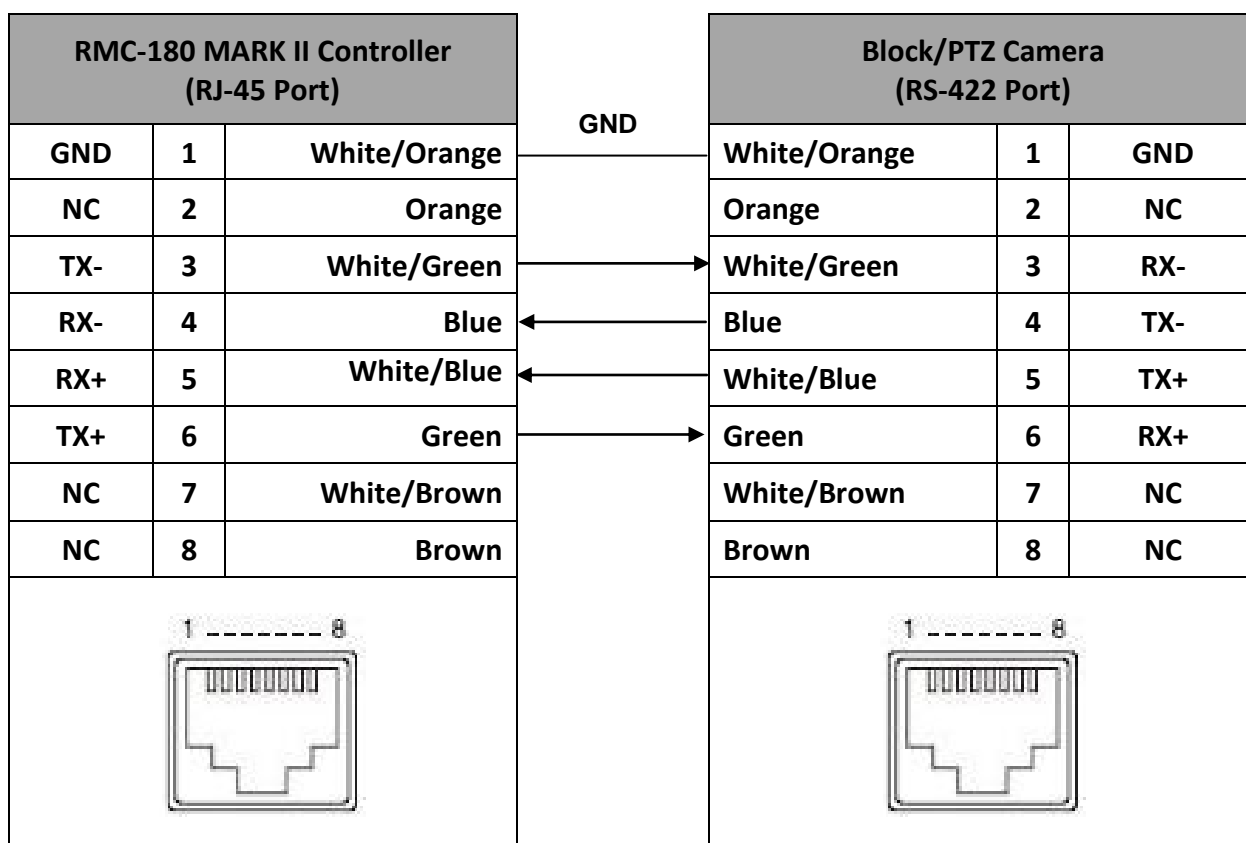 RMC-180 MARK II Controller
(RJ-45 Port)
Block/PTZ Camera
(RS-422 Port)
GND
GND 1 White/Orange White/Orange 1 GND
NC 2 Orange Orange 2 NC
TX- 3 White/Green White/Green 3 RX-
RX- 4 Blue Blue 4 TX-
RX+ 5 White/Blue White/Blue 5 TX+
TX+ 6 Green Green 6 RX+
NC 7 White/Brown White/Brown 7 NC
NC 8 Brown Brown 8 NC
1 ------- 8 1 ------- 8